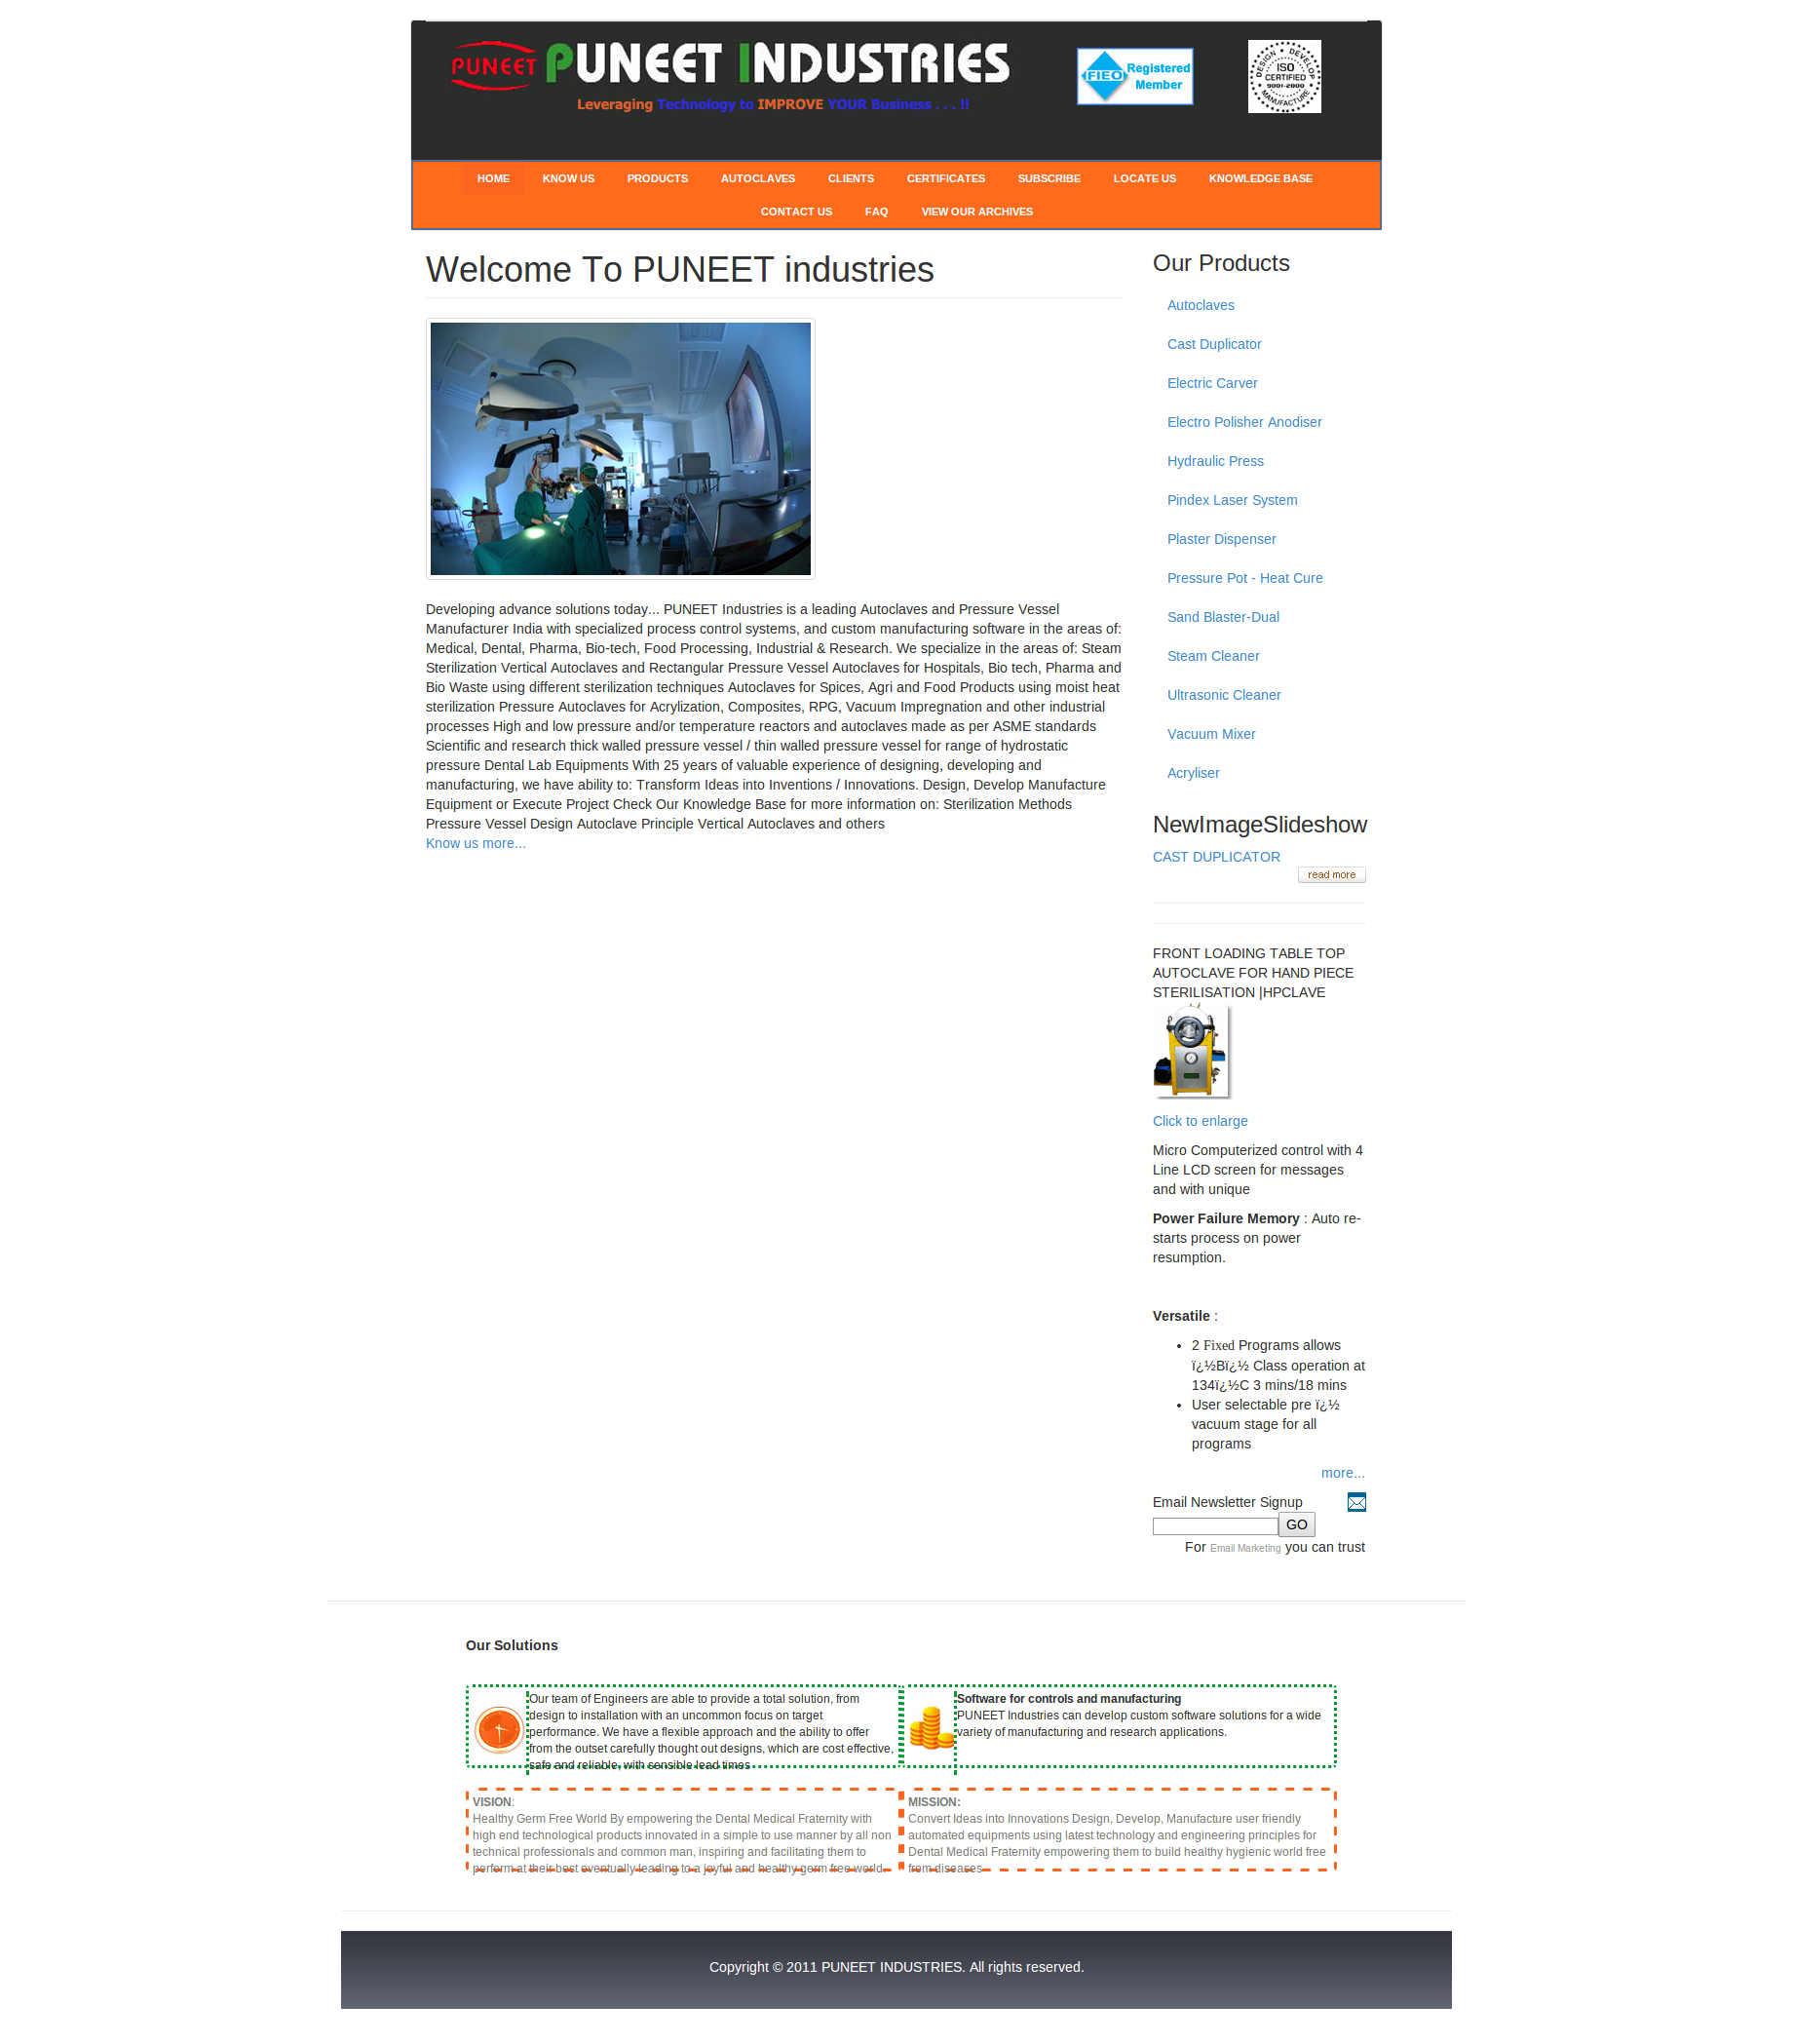 PUNEET
PUNEET INDUSTRIES
Leveraging Technology to IMPROVE YOUR Business . . . !!
FIEO
Registered
Member
DESIGN • DEVELOP • MANUFACTURE
ISO
CERTIFIED
9001-2000
HOME KNOW US PRODUCTS AUTOCLAVES CLIENTS CERTIFICATES SUBSCRIBE LOCATE US KNOWLEDGE BASE
CONTACT US FAQ VIEW OUR ARCHIVES
Welcome To PUNEET industries
Developing advance solutions today... PUNEET Industries is a leading Autoclaves and Pressure Vessel
Manufacturer India with specialized process control systems, and custom manufacturing software in the areas of:
Medical, Dental, Pharma, Bio-tech, Food Processing, Industrial & Research. We specialize in the areas of: Steam
Sterilization Vertical Autoclaves and Rectangular Pressure Vessel Autoclaves for Hospitals, Bio tech, Pharma and
Bio Waste using different sterilization techniques Autoclaves for Spices, Agri and Food Products using moist heat
sterilization Pressure Autoclaves for Acrylization, Composites, RPG, Vacuum Impregnation and other industrial
processes High and low pressure and/or temperature reactors and autoclaves made as per ASME standards
Scientific and research thick walled pressure vessel / thin walled pressure vessel for range of hydrostatic
pressure Dental Lab Equipments With 25 years of valuable experience of designing, developing and
manufacturing, we have ability to: Transform Ideas into Inventions / Innovations. Design, Develop Manufacture
Equipment or Execute Project Check Our Knowledge Base for more information on: Sterilization Methods
Pressure Vessel Design Autoclave Principle Vertical Autoclaves and others
Know us more...
Our Products
Autoclaves
Cast Duplicator
Electric Carver
Electro Polisher Anodiser
Hydraulic Press
Pindex Laser System
Plaster Dispenser
Pressure Pot - Heat Cure
Sand Blaster-Dual
Steam Cleaner
Ultrasonic Cleaner
Vacuum Mixer
Acryliser
NewImageSlideshow
CAST DUPLICATOR
read more
FRONT LOADING TABLE TOP
AUTOCLAVE FOR HAND PIECE
STERILISATION |HPCLAVE
Click to enlarge
Micro Computerized control with 4
Line LCD screen for messages
and with unique
Power Failure Memory : Auto re-
starts process on power
resumption.
Versatile :
• 2 Fixed Programs allows
ï¿½Bï¿½ Class operation at
134ï¿½C 3 mins/18 mins
• User selectable pre ï¿½
vacuum stage for all
programs
more...
Email Newsletter Signup
GO
For Email Marketing you can trust
Our Solutions
Our team of Engineers are able to provide a total solution, from
design to installation with an uncommon focus on target
performance. We have a flexible approach and the ability to offer
from the outset carefully thought out designs, which are cost effective,
safe and reliable, with sensible lead times
Software for controls and manufacturing
PUNEET Industries can develop custom software solutions for a wide
variety of manufacturing and research applications.
VISION:
Healthy Germ Free World By empowering the Dental Medical Fraternity with
high end technological products innovated in a simple to use manner by all non
technical professionals and common man, inspiring and facilitating them to
perform at their best eventually leading to a joyful and healthy germ free world.
MISSION:
Convert Ideas into Innovations Design, Develop, Manufacture user friendly
automated equipments using latest technology and engineering principles for
Dental Medical Fraternity empowering them to build healthy hygienic world free
from diseases
Copyright © 2011 PUNEET INDUSTRIES. All rights reserved.